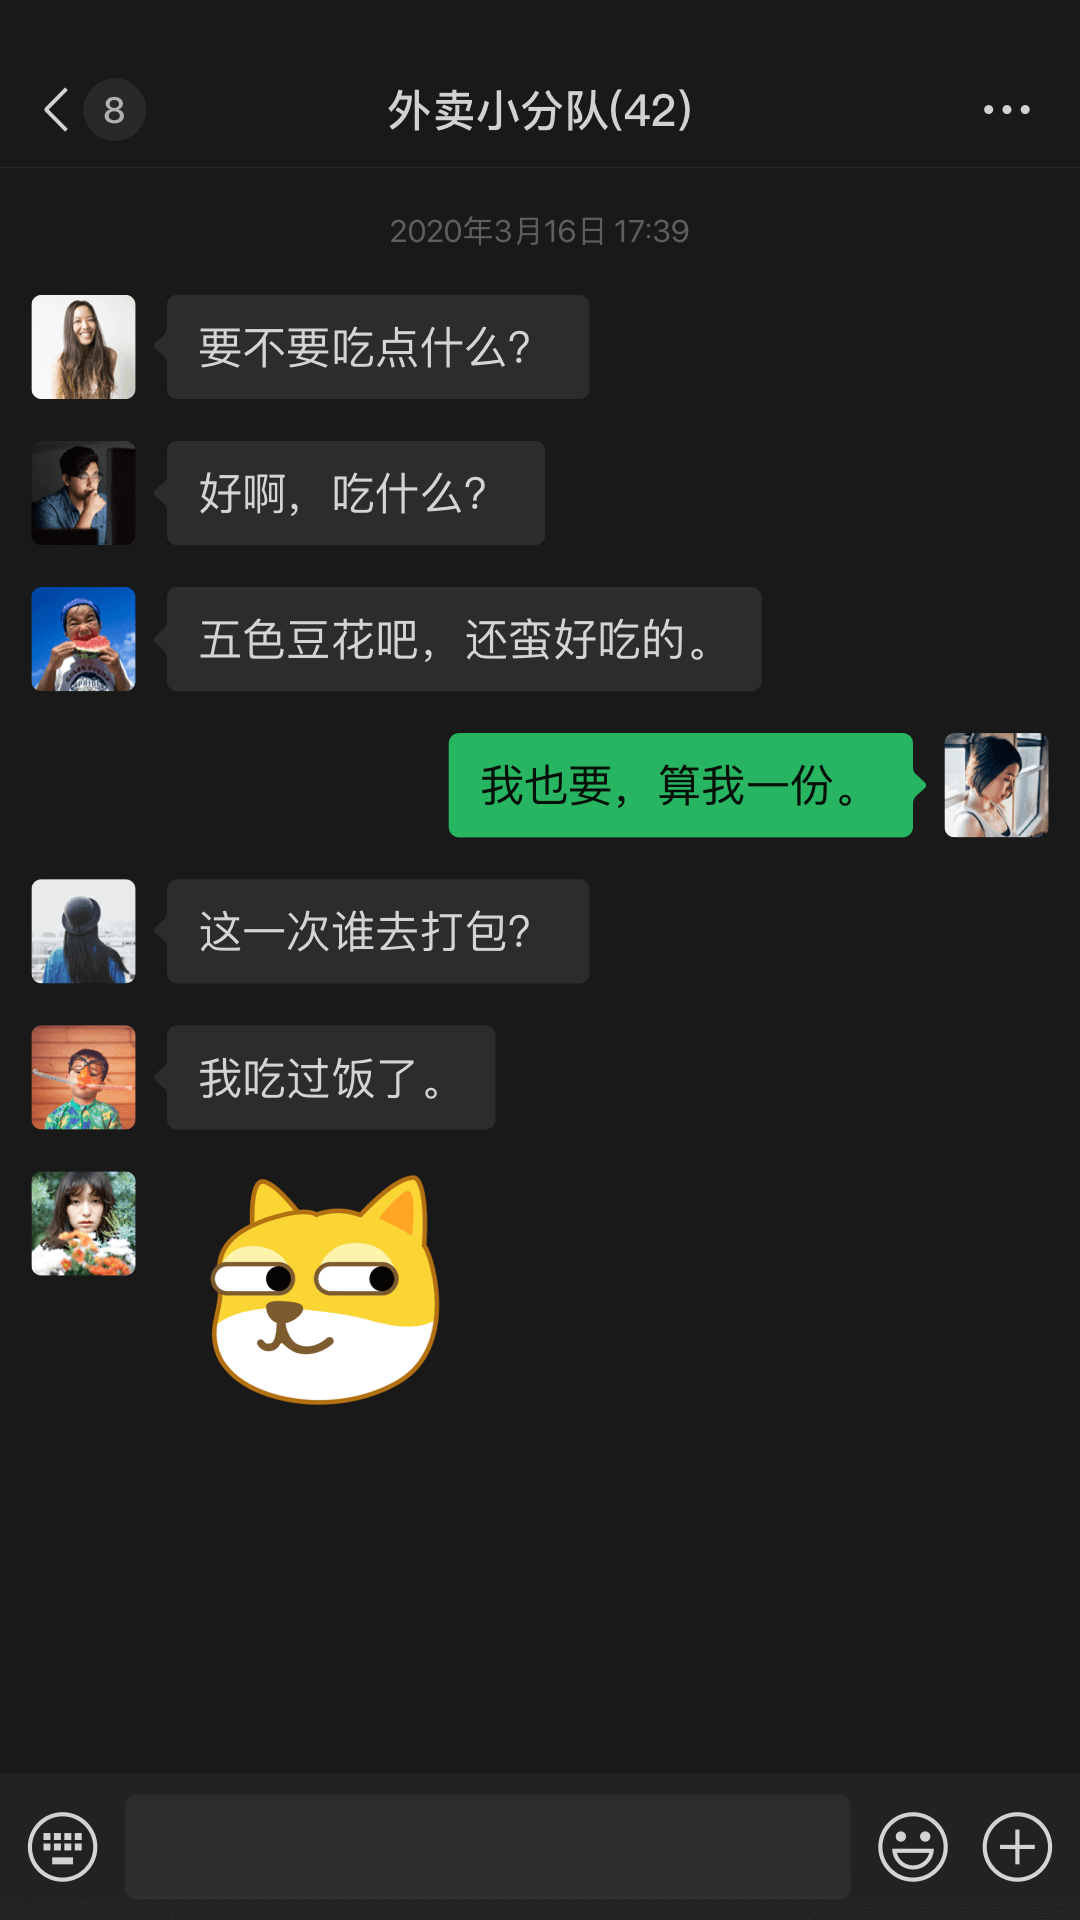 8
外卖小分队(42)
2020年3月16日 17:39
要不要吃点什么?
好啊，吃什么?
五色豆花吧，还蛮好吃的。
我也要，算我一份。
这一次谁去打包?
我吃过饭了。